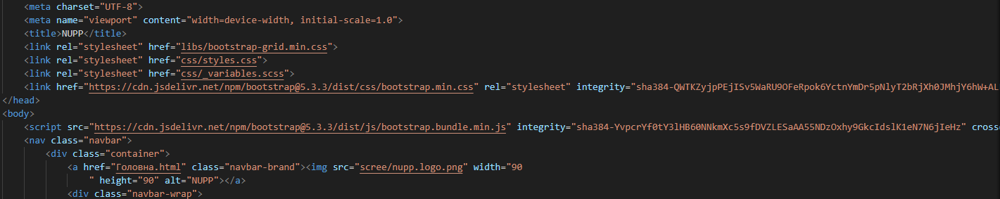 <meta charset="UTF-8">
<meta name="viewport" content="width=device-width, initial-scale=1.0">
<title>NUPP</title>
<link rel="stylesheet" href="libs/bootstrap-grid.min.css">
<link rel="stylesheet" href="css/styles.css">
<link rel="stylesheet" href="css/_variables.scss">
<link href="https://cdn.jsdelivr.net/npm/bootstrap@5.3.3/dist/css/bootstrap.min.css" rel="stylesheet" integrity="sha384-QWTKZyjpPEjISv5WaRU9OFeRpok6YctnYmDr5pNlyT2bRjXh0JMhjY6hW+AL
</head>
<body>
<script src="https://cdn.jsdelivr.net/npm/bootstrap@5.3.3/dist/js/bootstrap.bundle.min.js" integrity="sha384-YvpcrYf0tY3lHB60NNkmXc5s9fDVZLESaAA55NDzOxhy9GkcIdslK1eN7N6jIeHz" cross
<nav class="navbar">
<div class="container">
<a href="Головна.html" class="navbar-brand"><img src="scree/nupp.logo.png" width="90
" height="90" alt="NUPP"></a>
<div class="navbar-wrap">